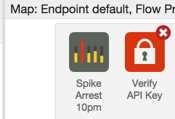 Map: Endpoint default, Flow Pr
Spike
Arrest
10pm
Verify
API Key